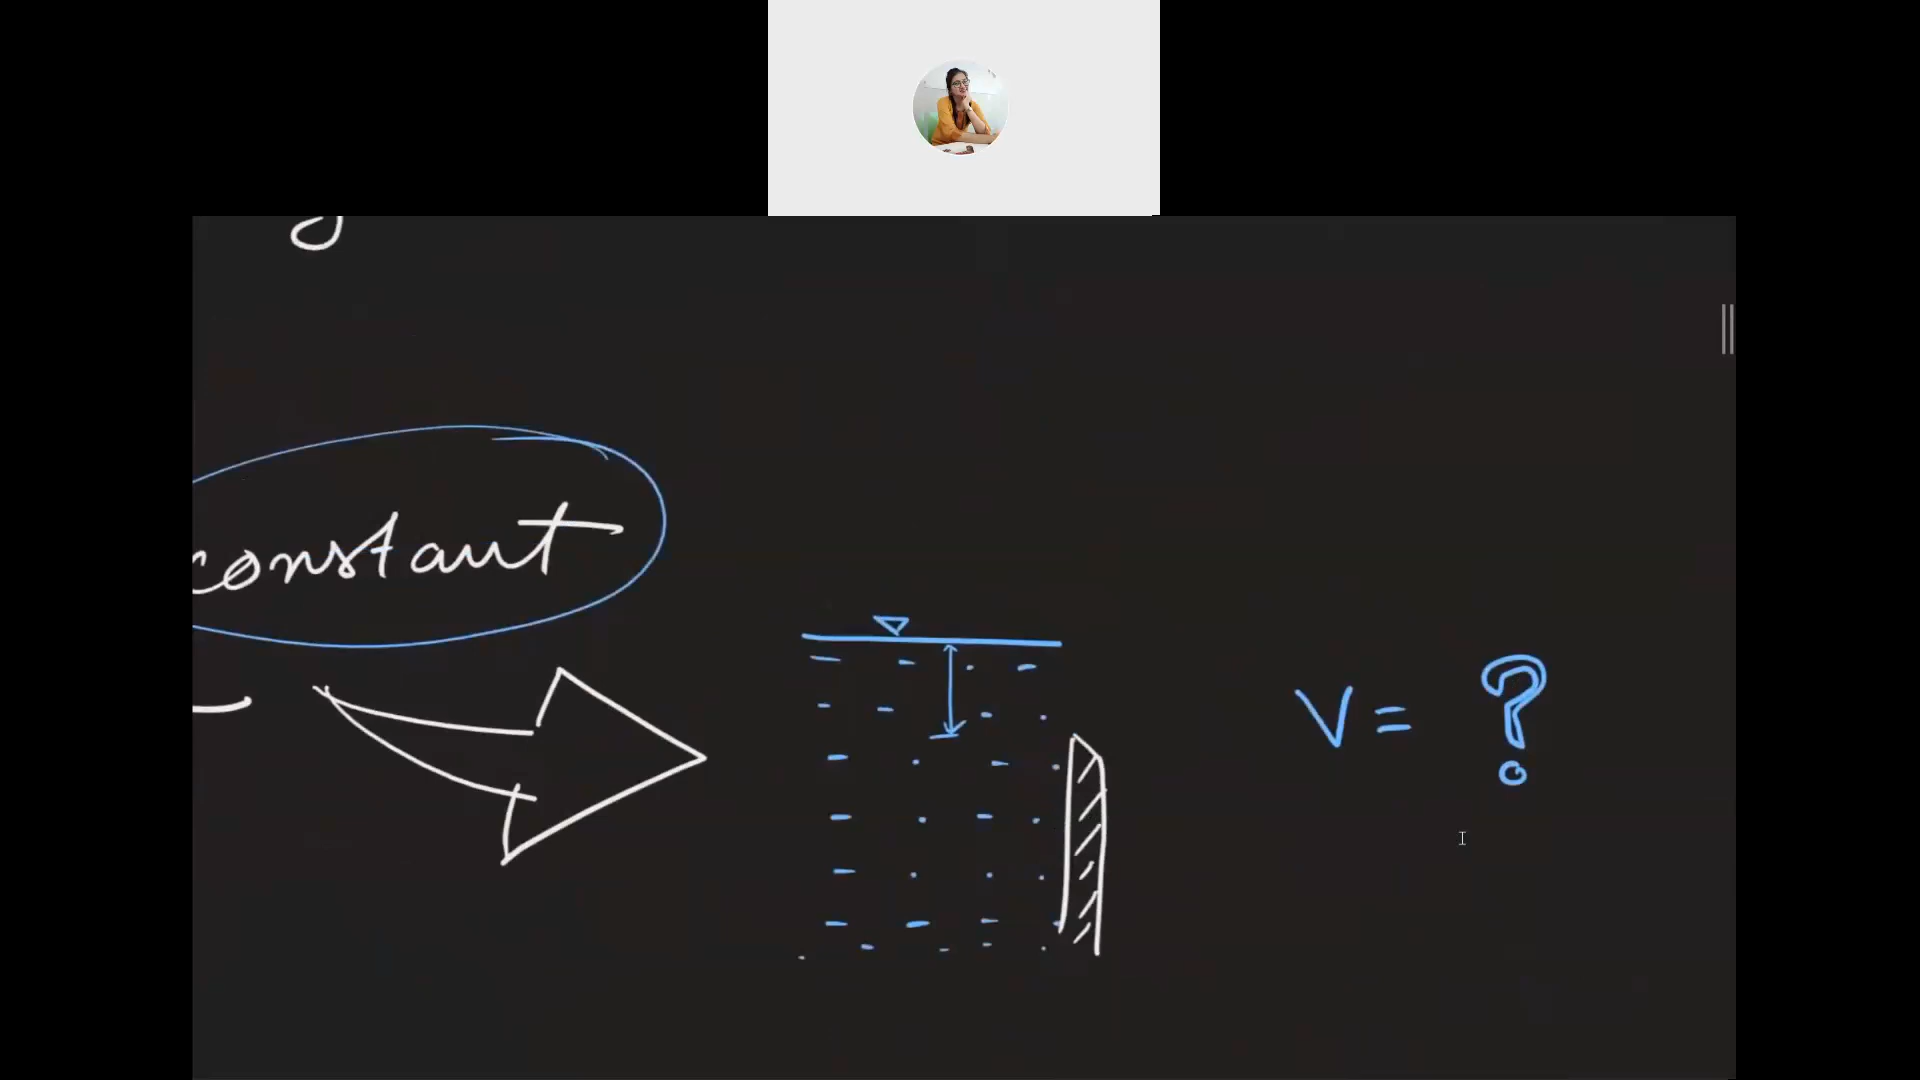 constant
V = ?